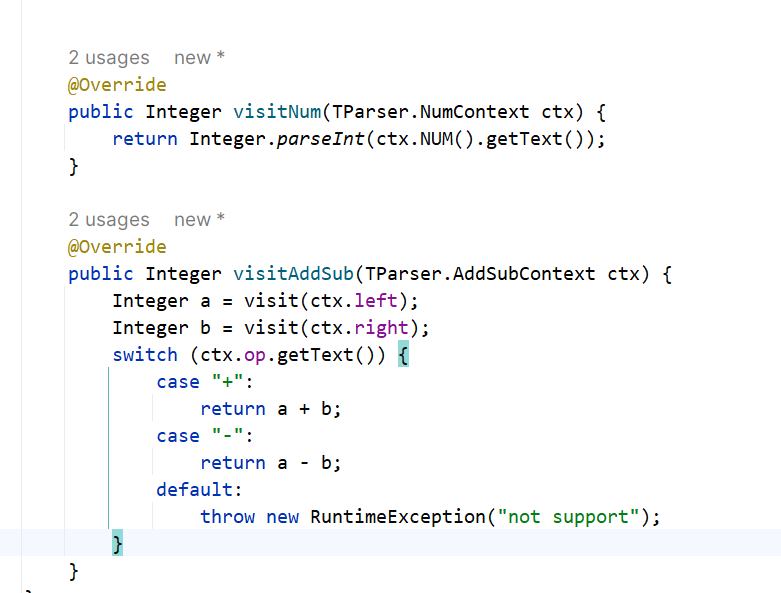 2 usages new *
@Override
public Integer visitNum(TParser.NumContext ctx) {
    return Integer.parseInt(ctx.NUM().getText());
}
2 usages new *
@Override
public Integer visitAddSub(TParser.AddSubContext ctx) {
    Integer a = visit(ctx.left);
    Integer b = visit(ctx.right);
    switch (ctx.op.getText()) {
        case "+":
            return a + b;
        case "-":
            return a - b;
        default:
            throw new RuntimeException("not support");
    }
}